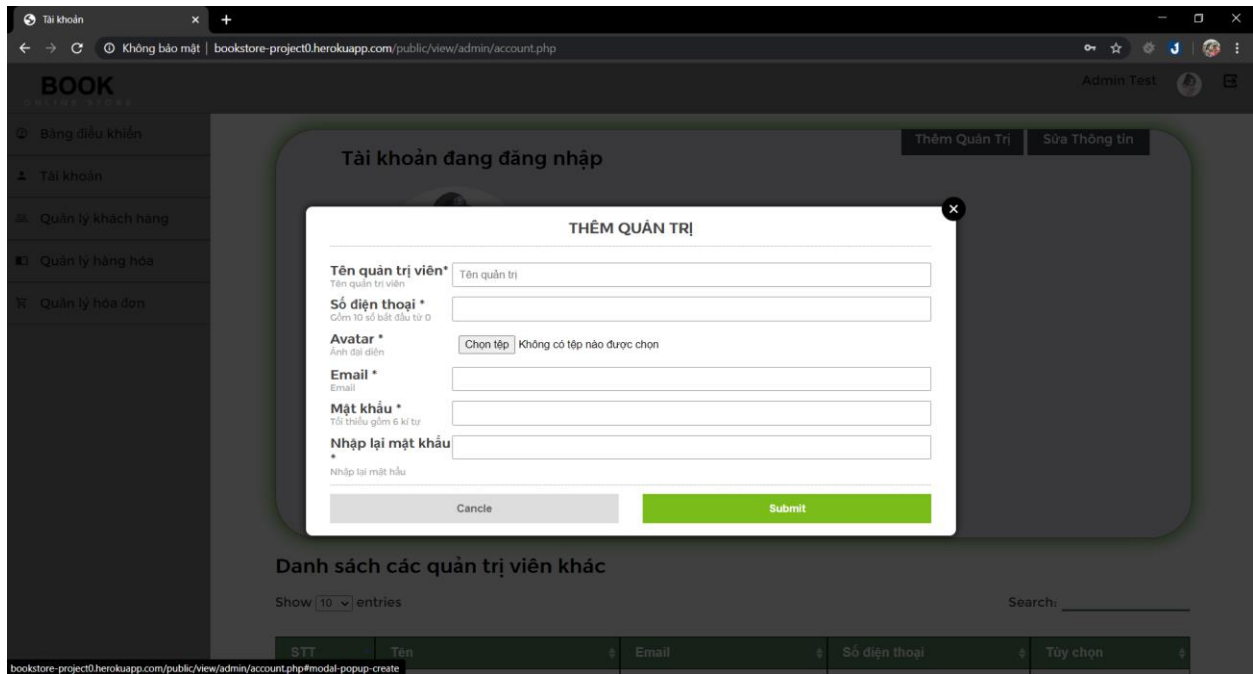 Tài khoản
Không bảo mật | bookstore-project0.herokuapp.com/public/view/admin/account.php
BOOK
ONLINE STORE
Admin Test
Bảng điều khiển
Tài khoản
Quản lý khách hàng
Quản lý hàng hóa
Quản lý hóa đơn
Tài khoản đang đăng nhập
Thêm Quản Trị
Sửa Thông tin
THÊM QUẢN TRỊ
Tên quản trị viên*
Tên quản trị viên
Tên quản trị
Số điện thoại *
Gồm 10 số bắt đầu từ 0
Avatar *
Ảnh đại diện
Chọn tệp Không có tệp nào được chọn
Email *
Email
Mật khẩu *
Tối thiểu gồm 6 kí tự
Nhập lại mật khẩu
*
Nhập lại mật hẩu
Cancle
Submit
Danh sách các quản trị viên khác
Show 10 entries
Search:
STT Tên Email Số điện thoại Tùy chọn
bookstore-project0.herokuapp.com/public/view/admin/account.php#modal-popup-create